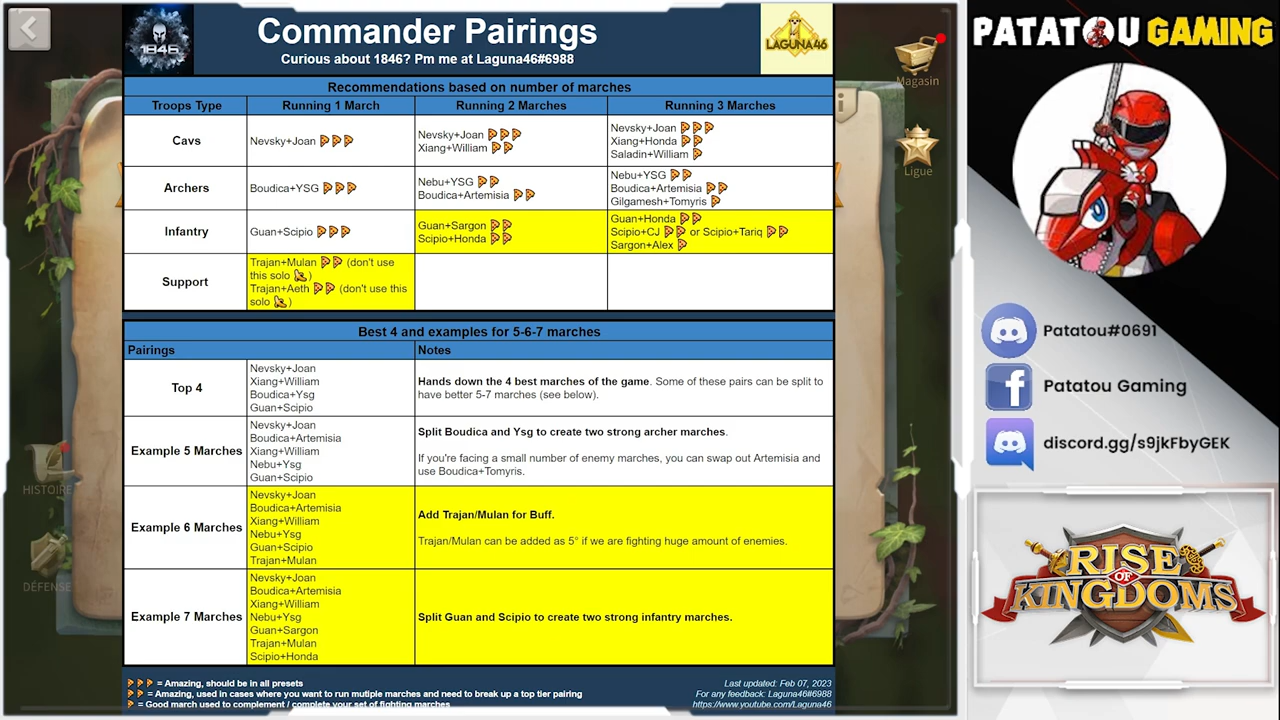 Commander Pairings
1846
LAGUNA46
Curious about 1846? Pm me at Laguna46#6988
Recommendations based on number of marches
Troops Type
Running 1 March
Running 2 Marches
Running 3 Marches
Cavs
Nevsky+Joan
Nevsky+Joan
Xiang+William
Nevsky+Joan
Xiang+Honda
Saladin+William
Archers
Boudica+YSG
Nebu+YSG
Boudica+Artemisia
Nebu+YSG
Boudica+Artemisia
Gilgamesh+Tomyris
Infantry
Guan+Scipio
Guan+Sargon
Scipio+Honda
Guan+Honda
Scipio+CJ or Scipio+Tariq
Sargon+Alex
Support
Trajan+Mulan (don't use
this solo )
Trajan+Aeth (don't use this
solo )
Best 4 and examples for 5-6-7 marches
Pairings
Notes
Top 4
Nevsky+Joan
Xiang+William
Boudica+Ysg
Guan+Scipio
Hands down the 4 best marches of the game. Some of these pairs can be split to
have better 5-7 marches (see below).
Example 5 Marches
Nevsky+Joan
Boudica+Artemisia
Xiang+William
Nebu+Ysg
Guan+Scipio
Split Boudica and Ysg to create two strong archer marches.
If you're facing a small number of enemy marches, you can swap out Artemisia and
use Boudica+Tomyris.
Example 6 Marches
Nevsky+Joan
Boudica+Artemisia
Xiang+William
Nebu+Ysg
Guan+Scipio
Trajan+Mulan
Add Trajan/Mulan for Buff.
Trajan/Mulan can be added as 5° if we are fighting huge amount of enemies.
Example 7 Marches
Nevsky+Joan
Boudica+Artemisia
Xiang+William
Nebu+Ysg
Guan+Sargon
Trajan+Mulan
Scipio+Honda
Split Guan and Scipio to create two strong infantry marches.
= Amazing, should be in all presets
= Amazing, used in cases where you want to run mutiple marches and need to break up a top tier pairing
= Good march used to complement / complete your set of fighting marches
Last updated: Feb 07, 2023
For any feedback: Laguna46#6988
https://www.youtube.com/Laguna46
Magasin
Ligue
HISTOIRE
DÉFENSE
PATATOU GAMING
Patatou#0691
Patatou Gaming
discord.gg/s9jkFbyGEK
RISE
OF
KINGDOMS